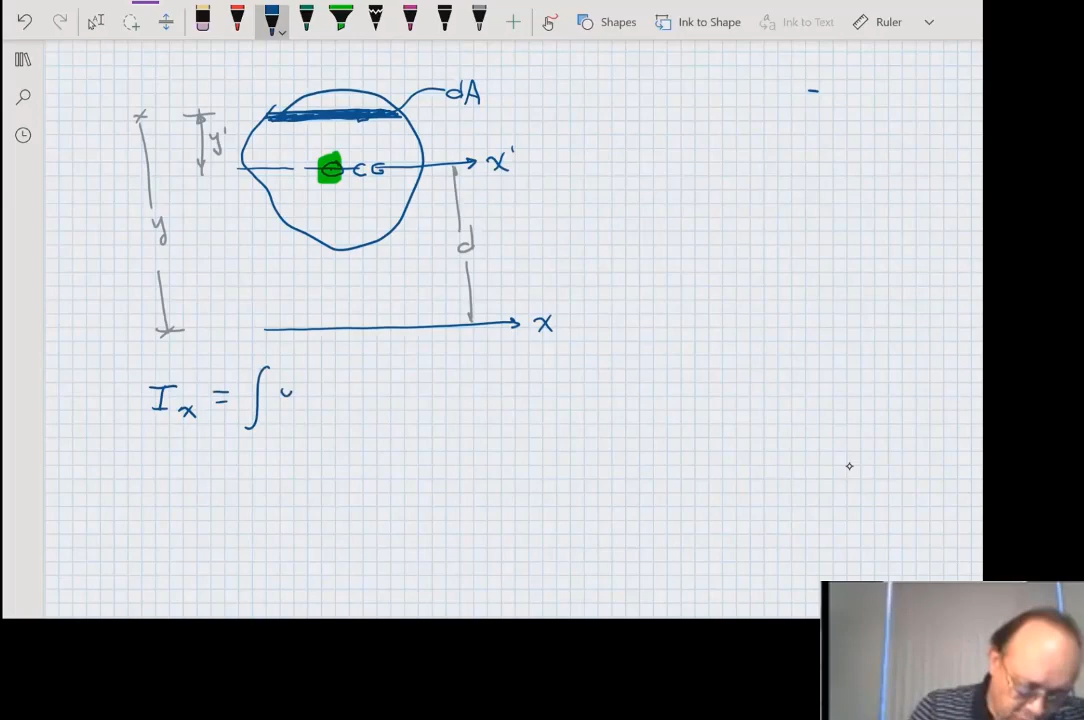 Shapes Ink to Shape Ink to Text Ruler
dA
y'
CG x'
y
d
x
I_x = ∫